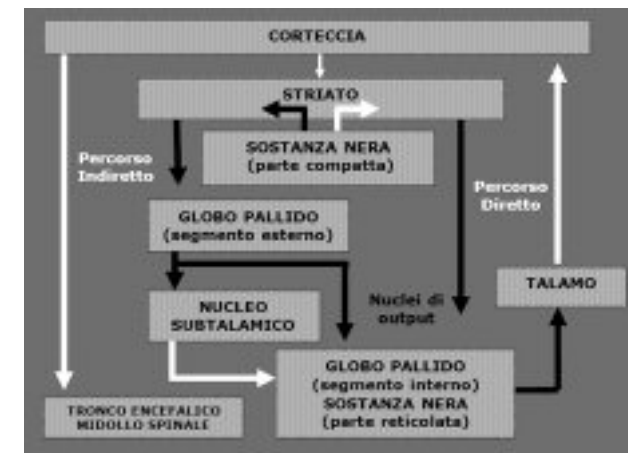 CORTECCIA
STRIATO
SOSTANZA NERA
(parte compatta)
Percorso
Indiretto
Percorso
Diretto
GLOBO PALLIDO
(segmento esterno)
TALAMO
NUCLEO
SUBTALAMICO
Nuclei di
output
GLOBO PALLIDO
(segmento interno)
SOSTANZA NERA
(parte reticolata)
TRONCO ENCEFALICO
MIDOLLO SPINALE